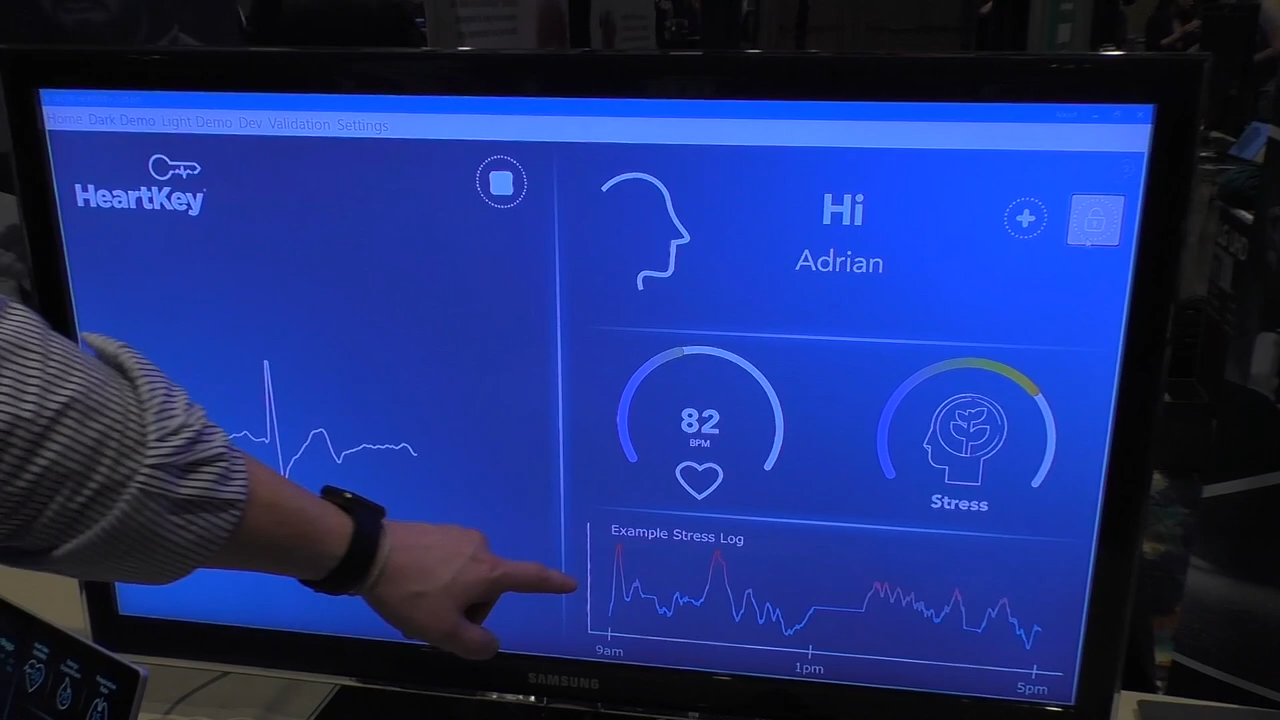 Home Dark Demo Light Demo Dev Validation Settings
HeartKey
Hi
Adrian
82
BPM
Stress
Example Stress Log
9am
1pm
5pm
SAMSUNG